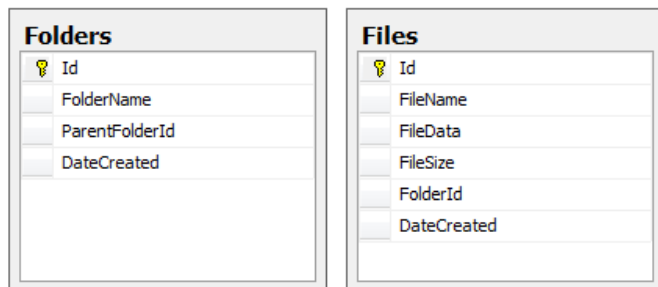 Folders
Id
FolderName
ParentFolderId
DateCreated
Files
Id
FileName
FileData
FileSize
FolderId
DateCreated